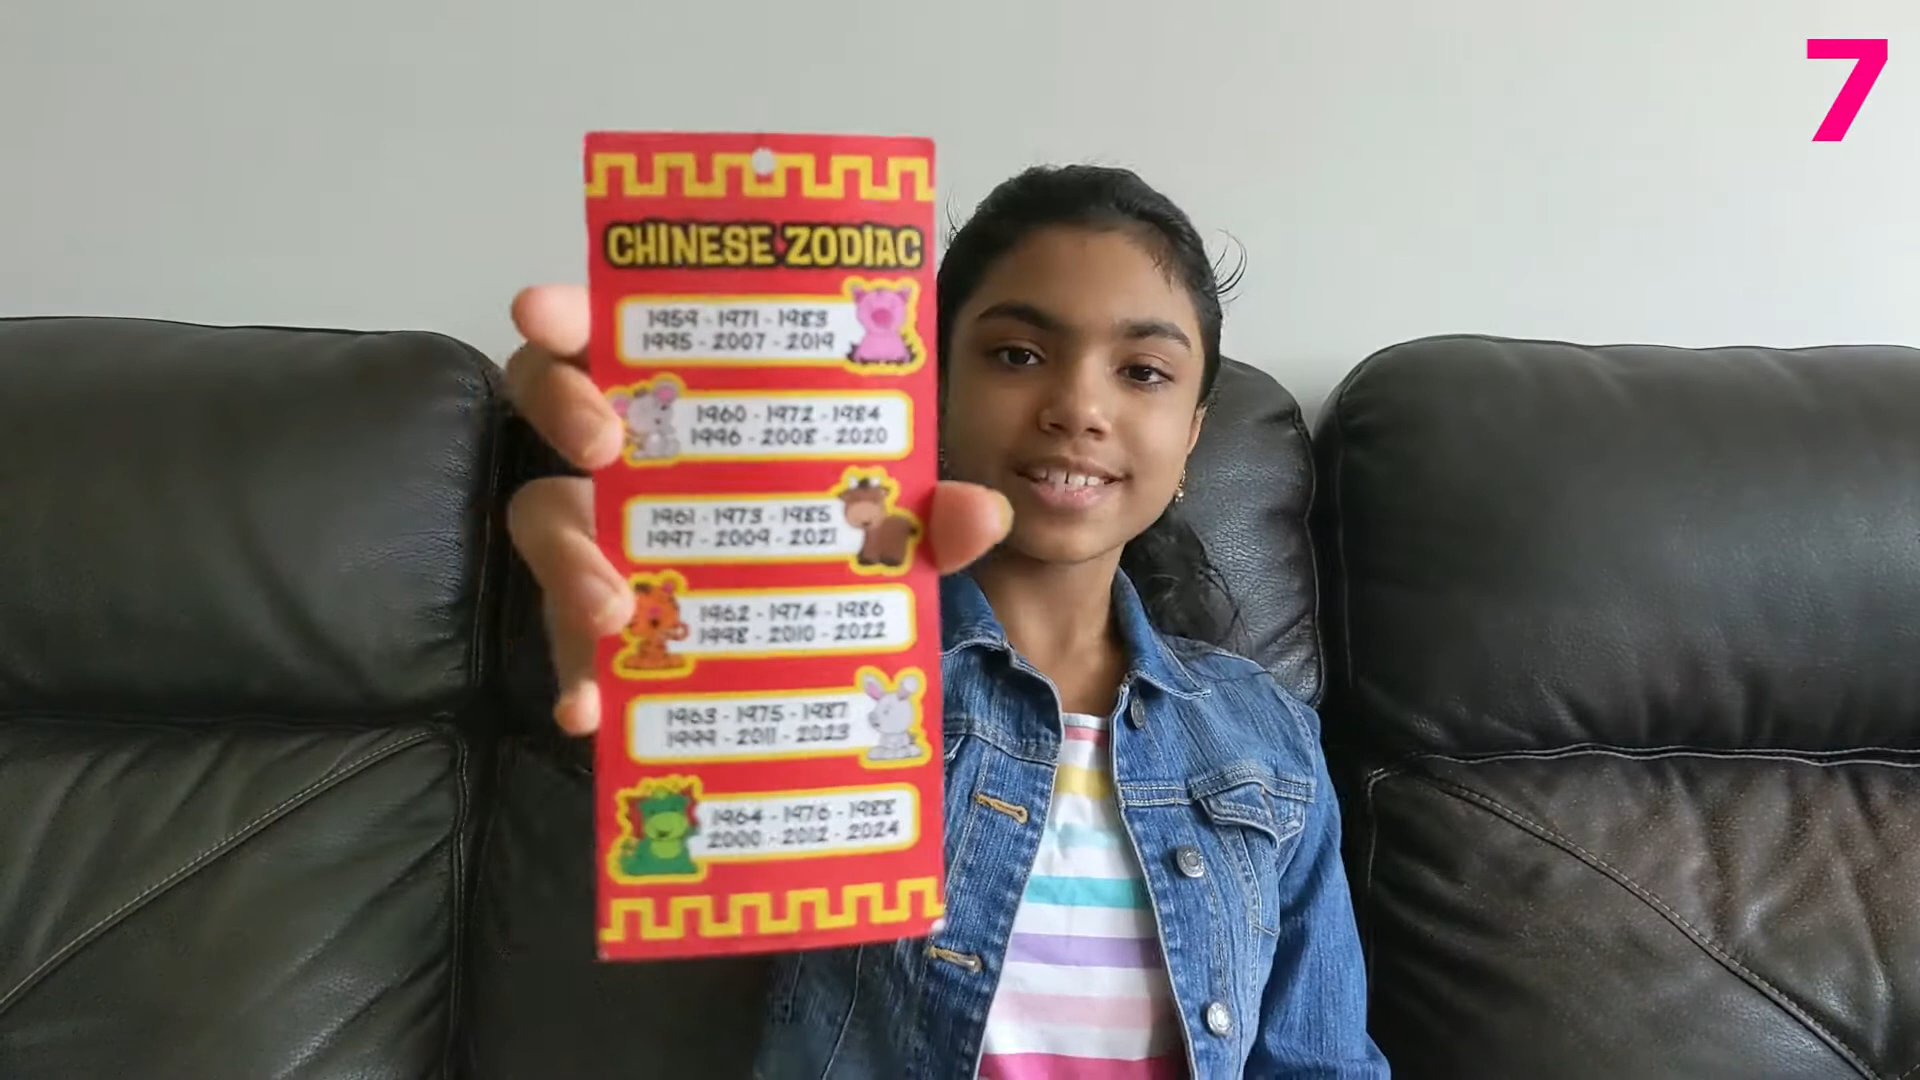 7
CHINESE ZODIAC
1959 - 1971 - 1983
1995 - 2007 - 2019
1960 - 1972 - 1984
1996 - 2008 - 2020
1961 - 1973 - 1985
1997 - 2009 - 2021
1962 - 1974 - 1986
1998 - 2010 - 2022
1963 - 1975 - 1987
1999 - 2011 - 2023
1964 - 1976 - 1988
2000 - 2012 - 2024